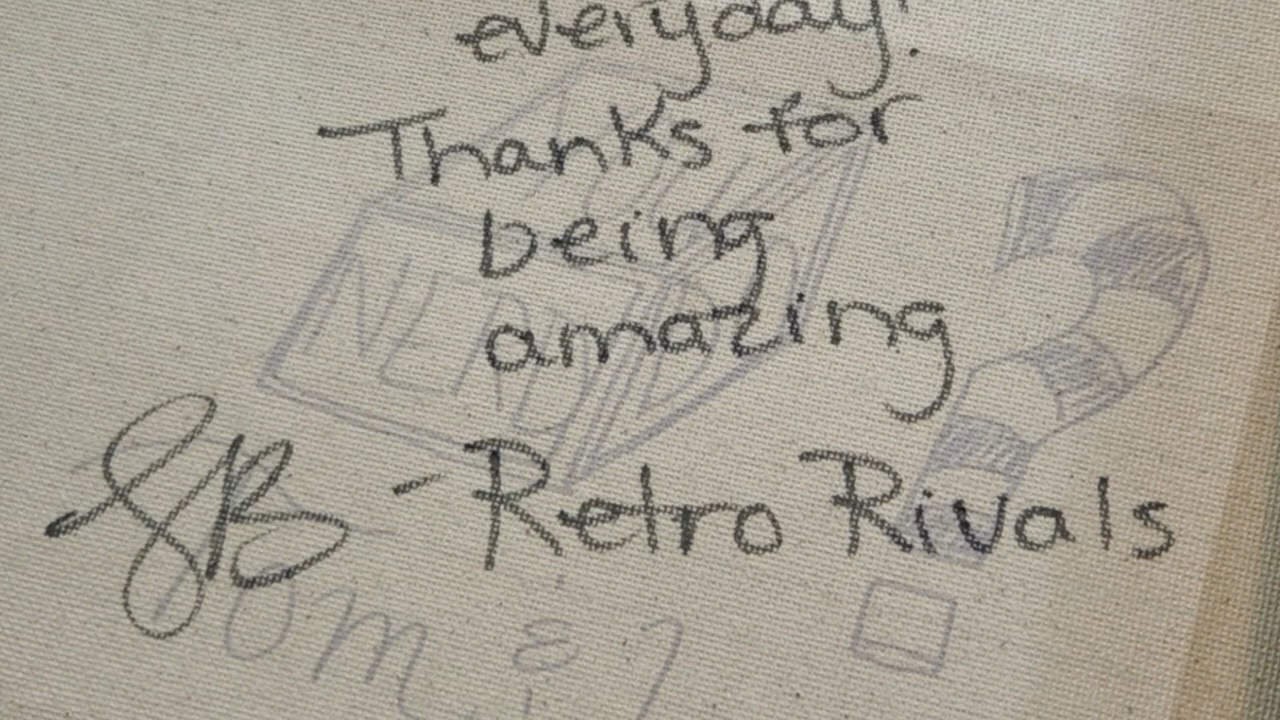 everyday!
Thanks for
being
amazing
- Retro Rivals